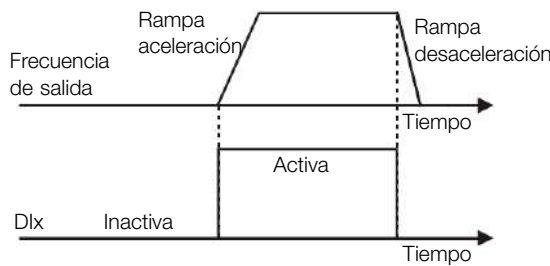 Rampa
aceleración
Rampa
desaceleración
Frecuencia
de salida
Tiempo
Activa
DIx
Inactiva
Tiempo